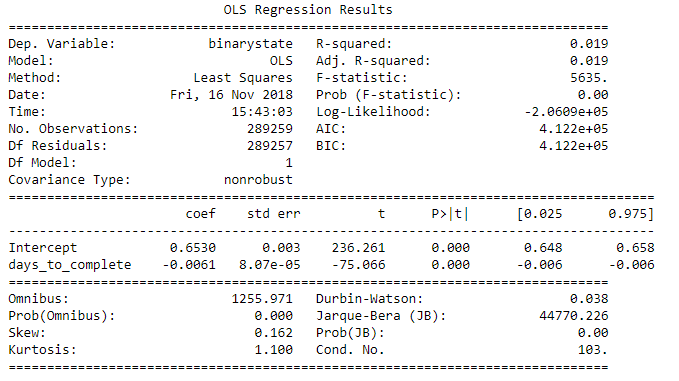 OLS Regression Results
==============================================================================
Dep. Variable:            binarystate   R-squared:                       0.019
Model:                            OLS   Adj. R-squared:                  0.019
Method:                 Least Squares   F-statistic:                     5635.
Date:                Fri, 16 Nov 2018   Prob (F-statistic):               0.00
Time:                        15:43:03   Log-Likelihood:            -2.0609e+05
No. Observations:              289259   AIC:                         4.122e+05
Df Residuals:                  289257   BIC:                         4.122e+05
Df Model:                           1
Covariance Type:            nonrobust
====================================================================================
                       coef    std err          t      P>|t|      [0.025      0.975]
------------------------------------------------------------------------------------
Intercept            0.6530      0.003    236.261      0.000       0.648       0.658
days_to_complete    -0.0061   8.07e-05    -75.066      0.000      -0.006      -0.006
==============================================================================
Omnibus:                     1255.971   Durbin-Watson:                   0.038
Prob(Omnibus):                  0.000   Jarque-Bera (JB):            44770.226
Skew:                           0.162   Prob(JB):                         0.00
Kurtosis:                       1.100   Cond. No.                         103.
==============================================================================